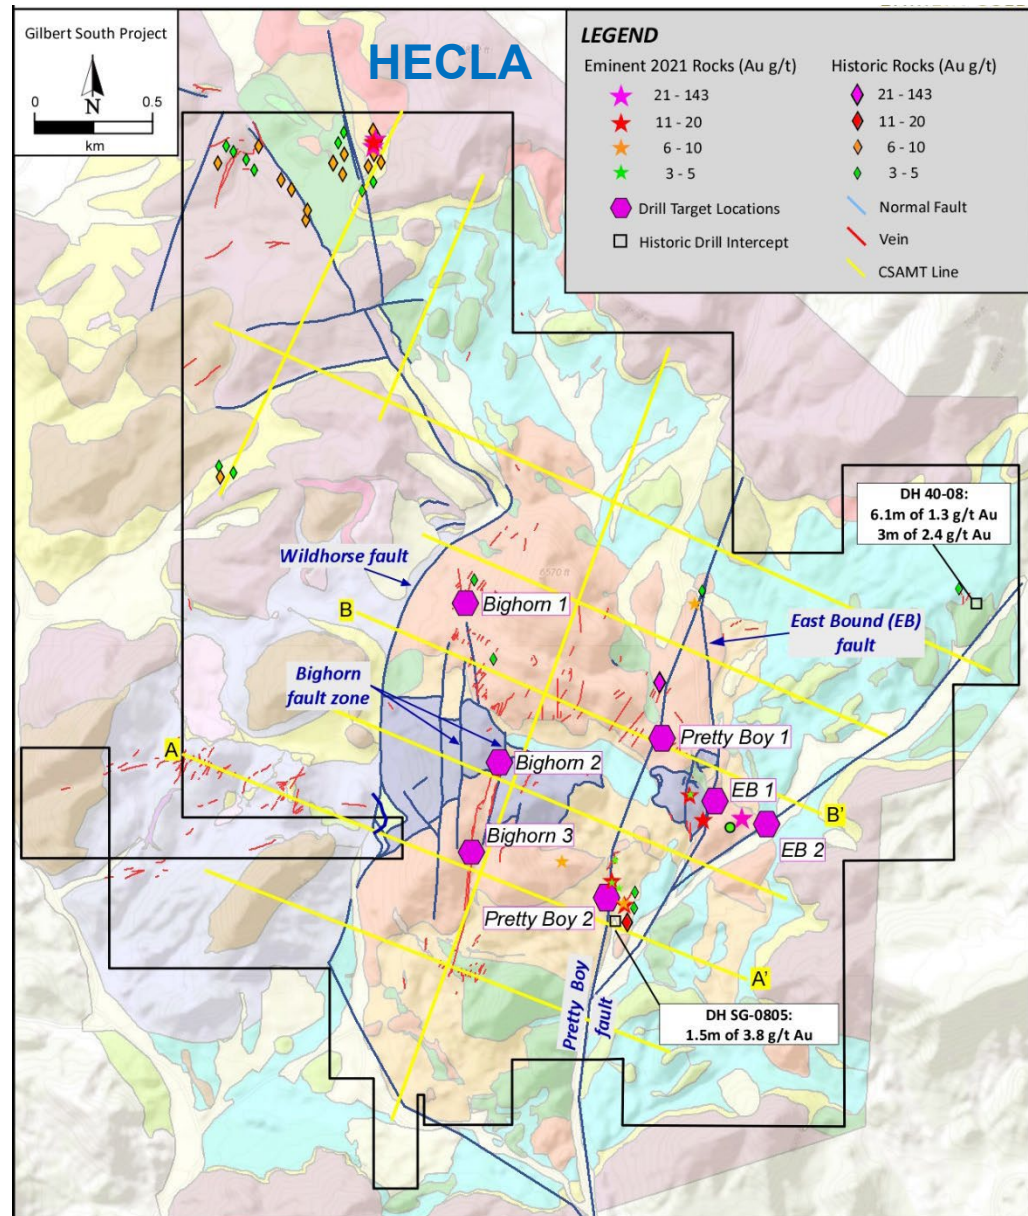 Gilbert South Project
0
0.5
N
km
HECLA
LEGEND
Eminent 2021 Rocks (Au g/t)
Historic Rocks (Au g/t)
21 - 143
21 - 143
11 - 20
11 - 20
6 - 10
6 - 10
3 - 5
3 - 5
Drill Target Locations
Normal Fault
Historic Drill Intercept
Vein
CSAMT Line
DH 40-08:
6.1m of 1.3 g/t Au
3m of 2.4 g/t Au
Wildhorse fault
6570 ft
B
Bighorn 1
East Bound (EB)
fault
Bighorn
fault zone
A
Pretty Boy 1
Bighorn 2
EB 1
B'
Bighorn 3
EB 2
Pretty Boy 2
A'
Pretty Boy
fault
DH SG-0805:
1.5m of 3.8 g/t Au